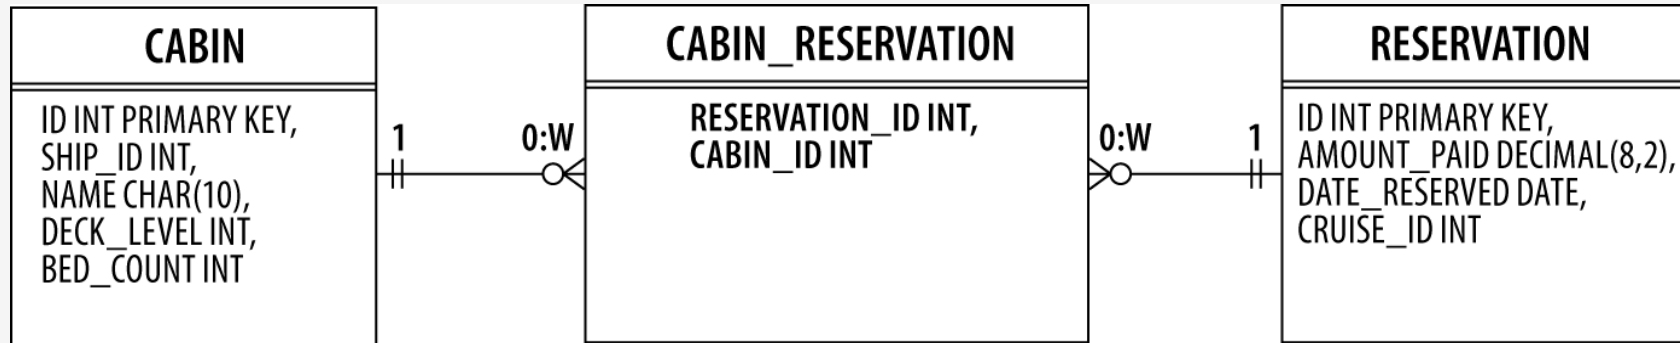 CABIN
ID INT PRIMARY KEY,
SHIP_ID INT,
NAME CHAR(10),
DECK_LEVEL INT,
BED_COUNT INT
1
0:W
CABIN_RESERVATION
RESERVATION_ID INT,
CABIN_ID INT
0:W
1
RESERVATION
ID INT PRIMARY KEY,
AMOUNT_PAID DECIMAL(8,2),
DATE_RESERVED DATE,
CRUISE_ID INT